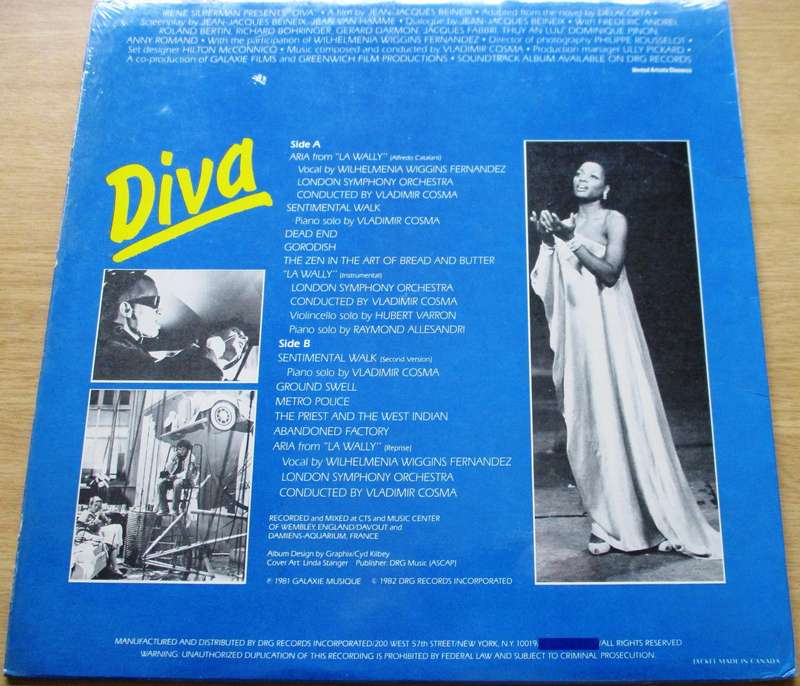 IRENE SILBERMAN PRESENTS "DIVA" • A film by JEAN-JACQUES BEINEIX • Adapted from the novel by DELACORTA •
Screenplay by JEAN-JACQUES BEINEIX, JEAN VAN HAMME • Dialogue by JEAN-JACQUES BEINEIX • With FREDERIC ANDREI,
ROLAND BERTIN, RICHARD BOHRINGER, GERARD DARMON, JACQUES FABBRI, THUY AN LUU, DOMINIQUE PINON,
ANNY ROMAND • With the participation of WILHELMENIA WIGGINS FERNANDEZ • Director of photography PHILIPPE ROUSSELOT •
Set designer HILTON McCONNICO • Music composed and conducted by VLADIMIR COSMA • Production manager ULLY PICKARD •
A co-production of GALAXIE FILMS and GREENWICH FILM PRODUCTIONS • SOUNDTRACK ALBUM AVAILABLE ON DRG RECORDS
United Artists Classics
Diva
Side A
ARIA from "LA WALLY" (Alfredo Catalani)
Vocal by WILHELMENIA WIGGINS FERNANDEZ
LONDON SYMPHONY ORCHESTRA
CONDUCTED BY VLADIMIR COSMA
SENTIMENTAL WALK
Piano solo by VLADIMIR COSMA
DEAD END
GORODISH
THE ZEN IN THE ART OF BREAD AND BUTTER
"LA WALLY" (Instrumental)
LONDON SYMPHONY ORCHESTRA
CONDUCTED BY VLADIMIR COSMA
Violincello solo by HUBERT VARRON
Piano solo by RAYMOND ALLESANDRI
Side B
SENTIMENTAL WALK (Second Version)
Piano solo by VLADIMIR COSMA
GROUND SWELL
METRO POLICE
THE PRIEST AND THE WEST INDIAN
ABANDONED FACTORY
ARIA from "LA WALLY" (Reprise)
Vocal by WILHELMENIA WIGGINS FERNANDEZ
LONDON SYMPHONY ORCHESTRA
CONDUCTED BY VLADIMIR COSMA
RECORDED and MIXED at CTS and MUSIC CENTER
OF WEMBLEY, ENGLAND/DAVOUT and
DAMIENS-AQUARIUM, FRANCE
Album Design by Graphix/Cyd Kilbey
Cover Art: Linda Stanger Publisher: DRG Music (ASCAP)
℗ 1981 GALAXIE MUSIQUE © 1982 DRG RECORDS INCORPORATED
MANUFACTURED AND DISTRIBUTED BY DRG RECORDS INCORPORATED/200 WEST 57th STREET/NEW YORK, N.Y. 10019/ /ALL RIGHTS RESERVED
WARNING: UNAUTHORIZED DUPLICATION OF THIS RECORDING IS PROHIBITED BY FEDERAL LAW AND SUBJECT TO CRIMINAL PROSECUTION.
JACKET MADE IN CANADA